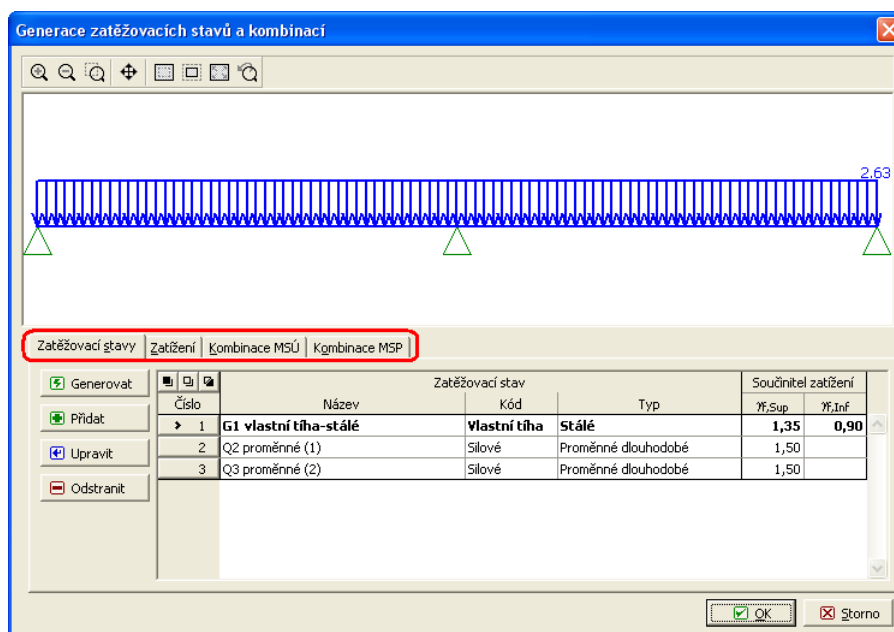 Generace zatěžovacích stavů a kombinací
2.63
Zatěžovací stavy Zatížení Kombinace MSÚ Kombinace MSP
Generovat
Přidat
Upravit
Odstranit
Zatěžovací stav Součinitel zatížení
Číslo Název Kód Typ γf,Sup γf,Inf
1 G1 vlastní tíha-stálé Vlastní tíha Stálé 1,35 0,90
2 Q2 proměnné (1) Silové Proměnné dlouhodobé 1,50
3 Q3 proměnné (2) Silové Proměnné dlouhodobé 1,50
OK Storno